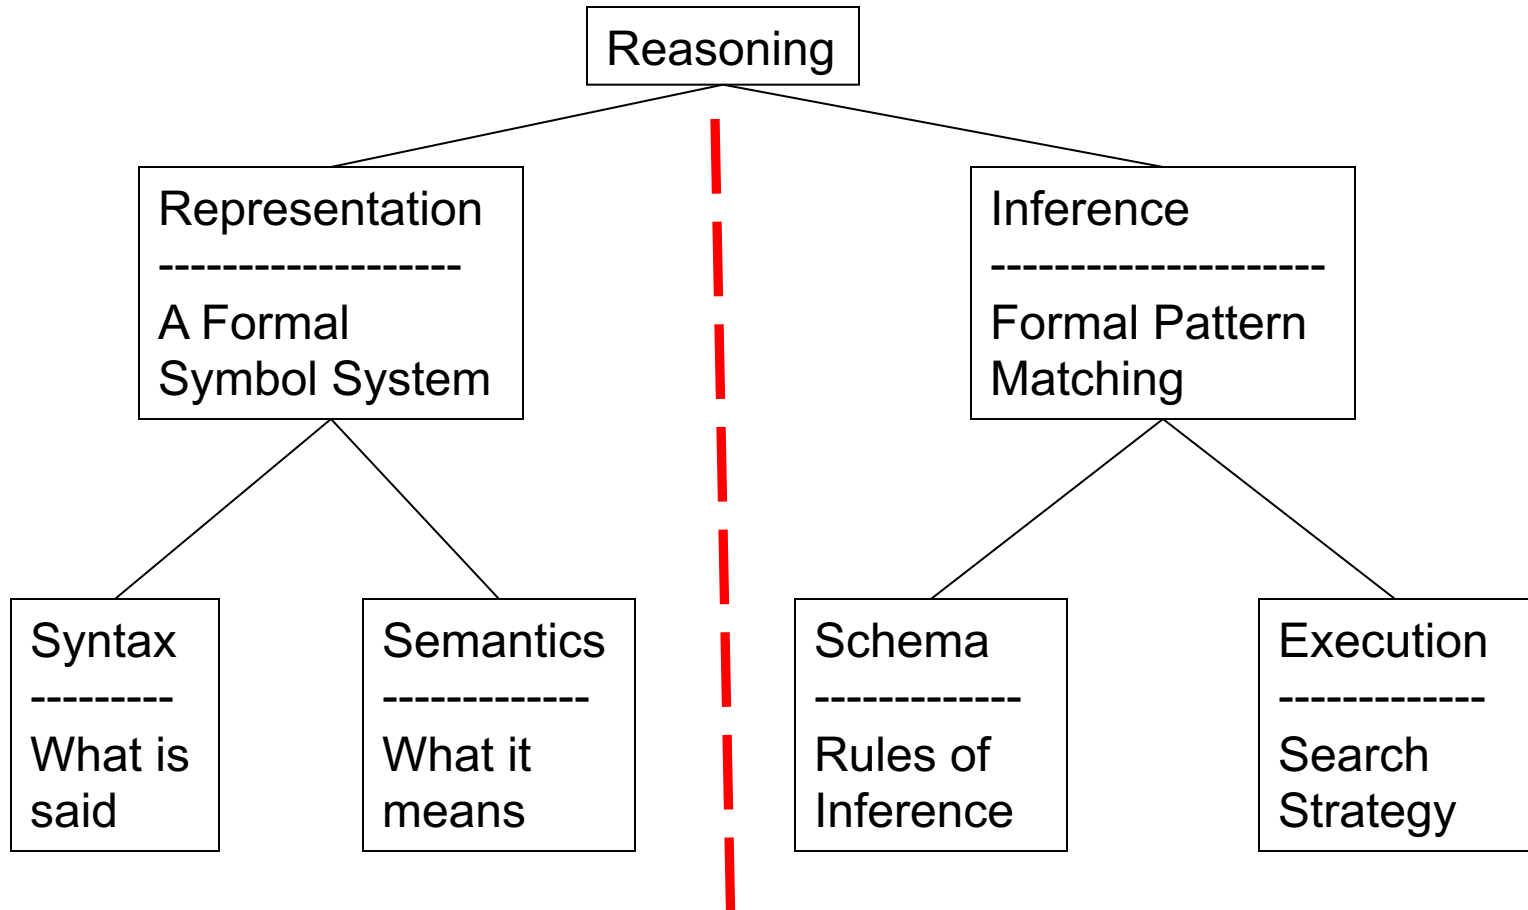 Reasoning
Representation
-------------------
A Formal
Symbol System
Inference
---------------------
Formal Pattern
Matching
Syntax
---------
What is
said
Semantics
-------------
What it
means
Schema
-------------
Rules of
Inference
Execution
-------------
Search
Strategy